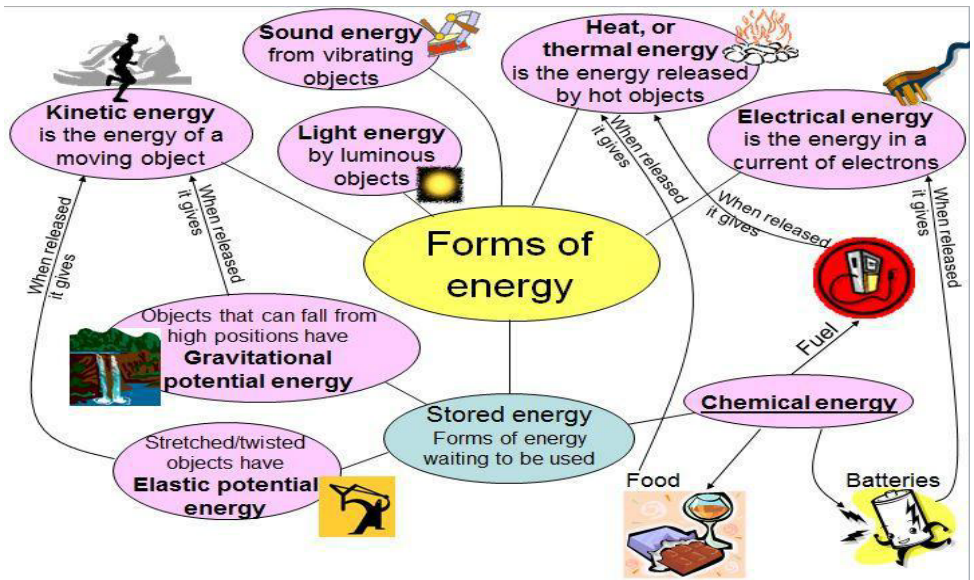 Sound energy
from vibrating
objects
Heat, or
thermal energy
is the energy released
by hot objects
Kinetic energy
is the energy of a
moving object
Light energy
by luminous
objects
Electrical energy
is the energy in a
current of electrons
When released
it gives
When released
it gives
When released
it gives
When released
it gives
When released
it gives
Forms of
energy
Objects that can fall from
high positions have
Gravitational
potential energy
Fuel
Chemical energy
Stored energy
Forms of energy
waiting to be used
Stretched/twisted
objects have
Elastic potential
energy
Food
Batteries